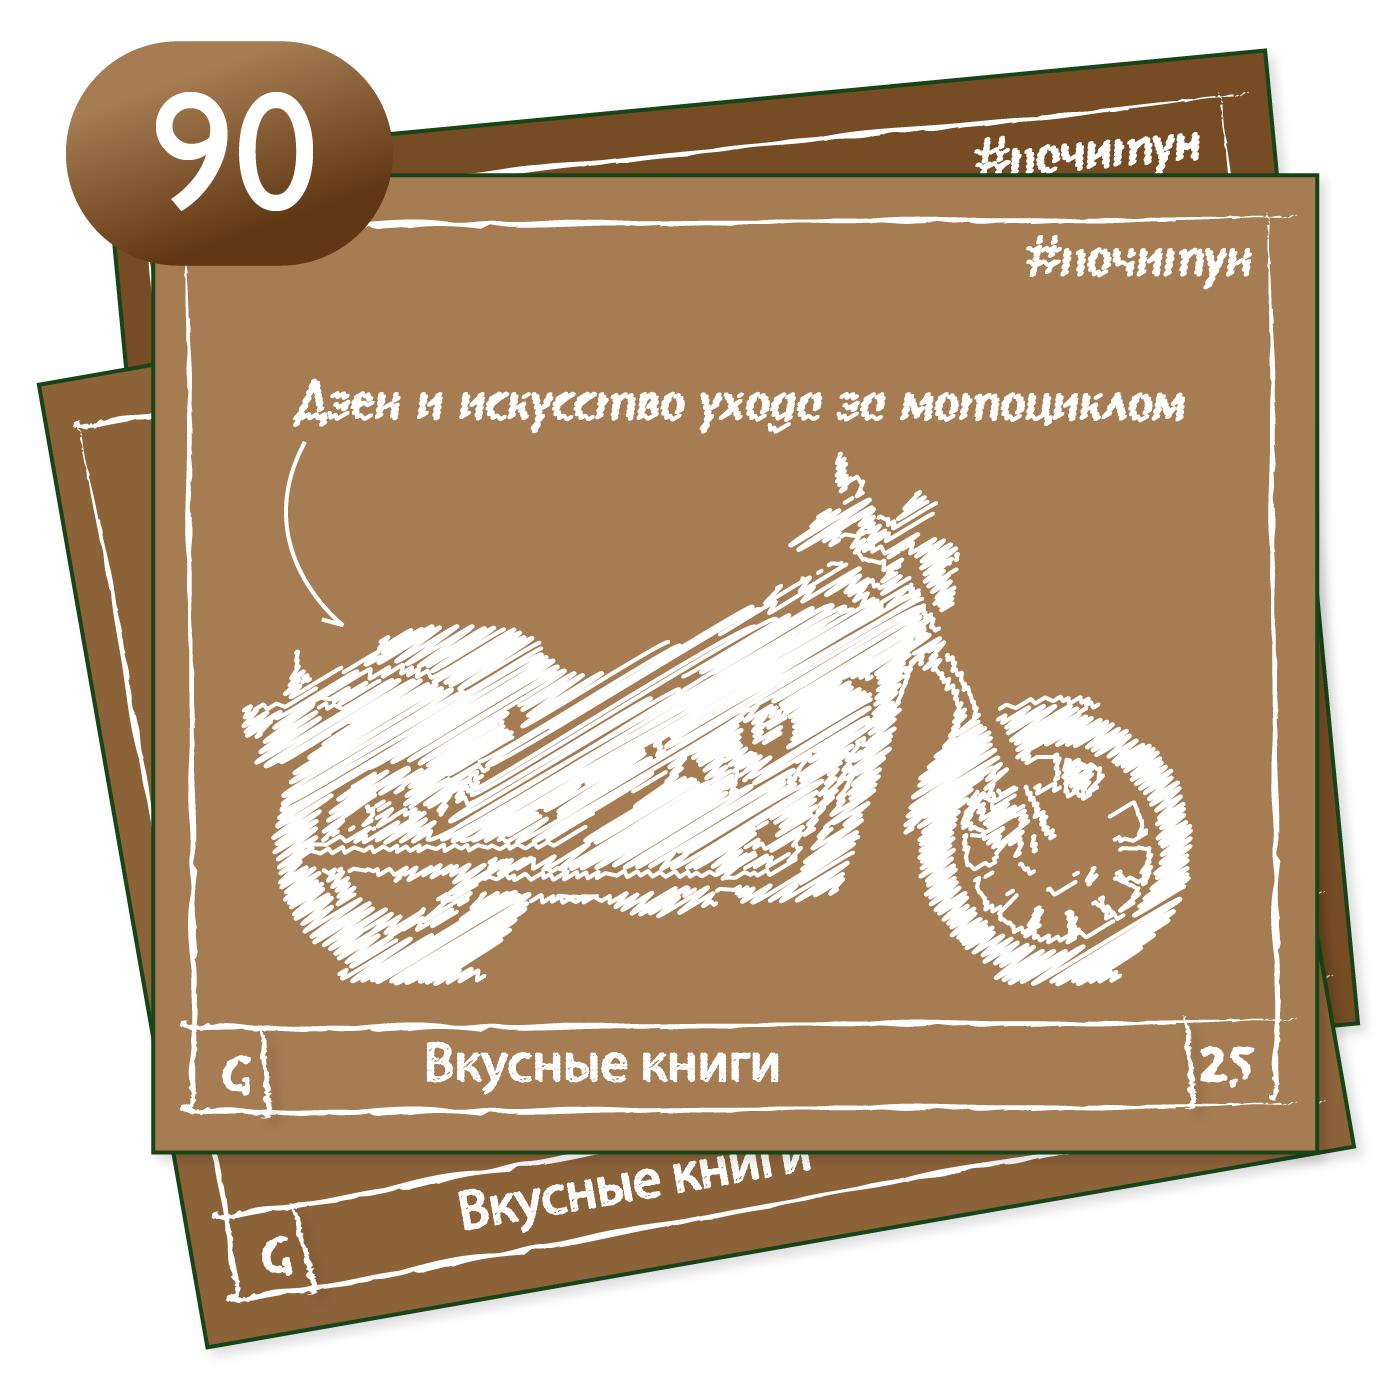 90
#почитун
#почитун
Дзен и искусство ухода за мотоциклом
G Вкусные книги 25
Вкусные книги
G